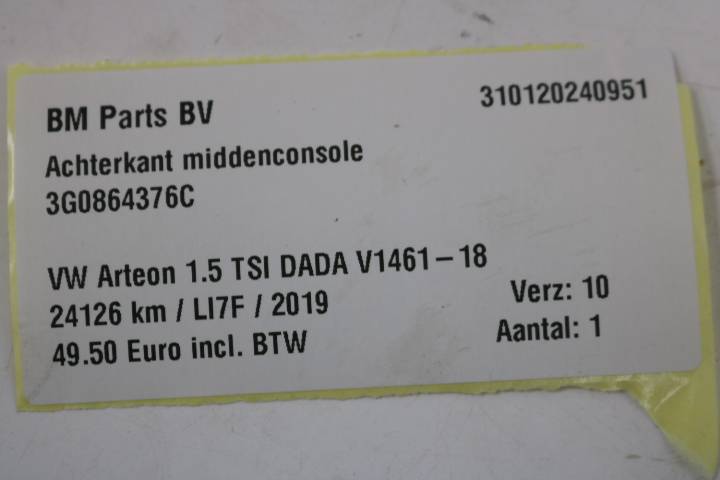 BM Parts BV
310120240951
Achterkant middenconsole
3G0864376C
VW Arteon 1.5 TSI DADA V1461-18
24126 km / LI7F / 2019
Verz: 10
49.50 Euro incl. BTW
Aantal: 1